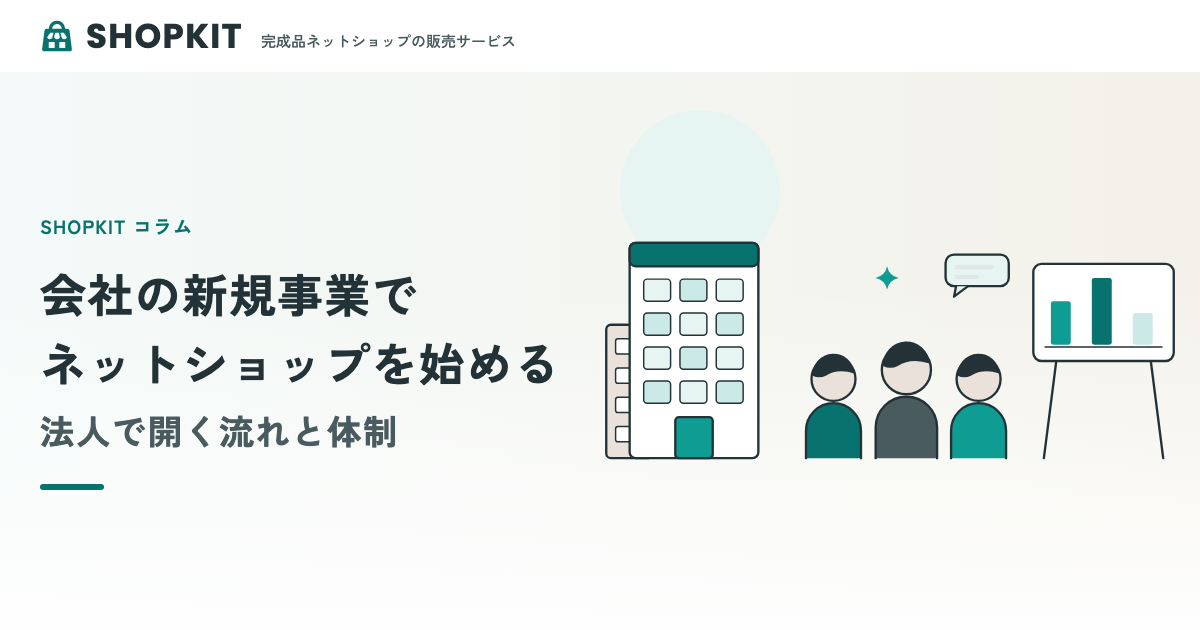 SHOPKIT 完成品ネットショップの販売サービス
SHOPKIT コラム
会社の新規事業で
ネットショップを始める
法人で開く流れと体制